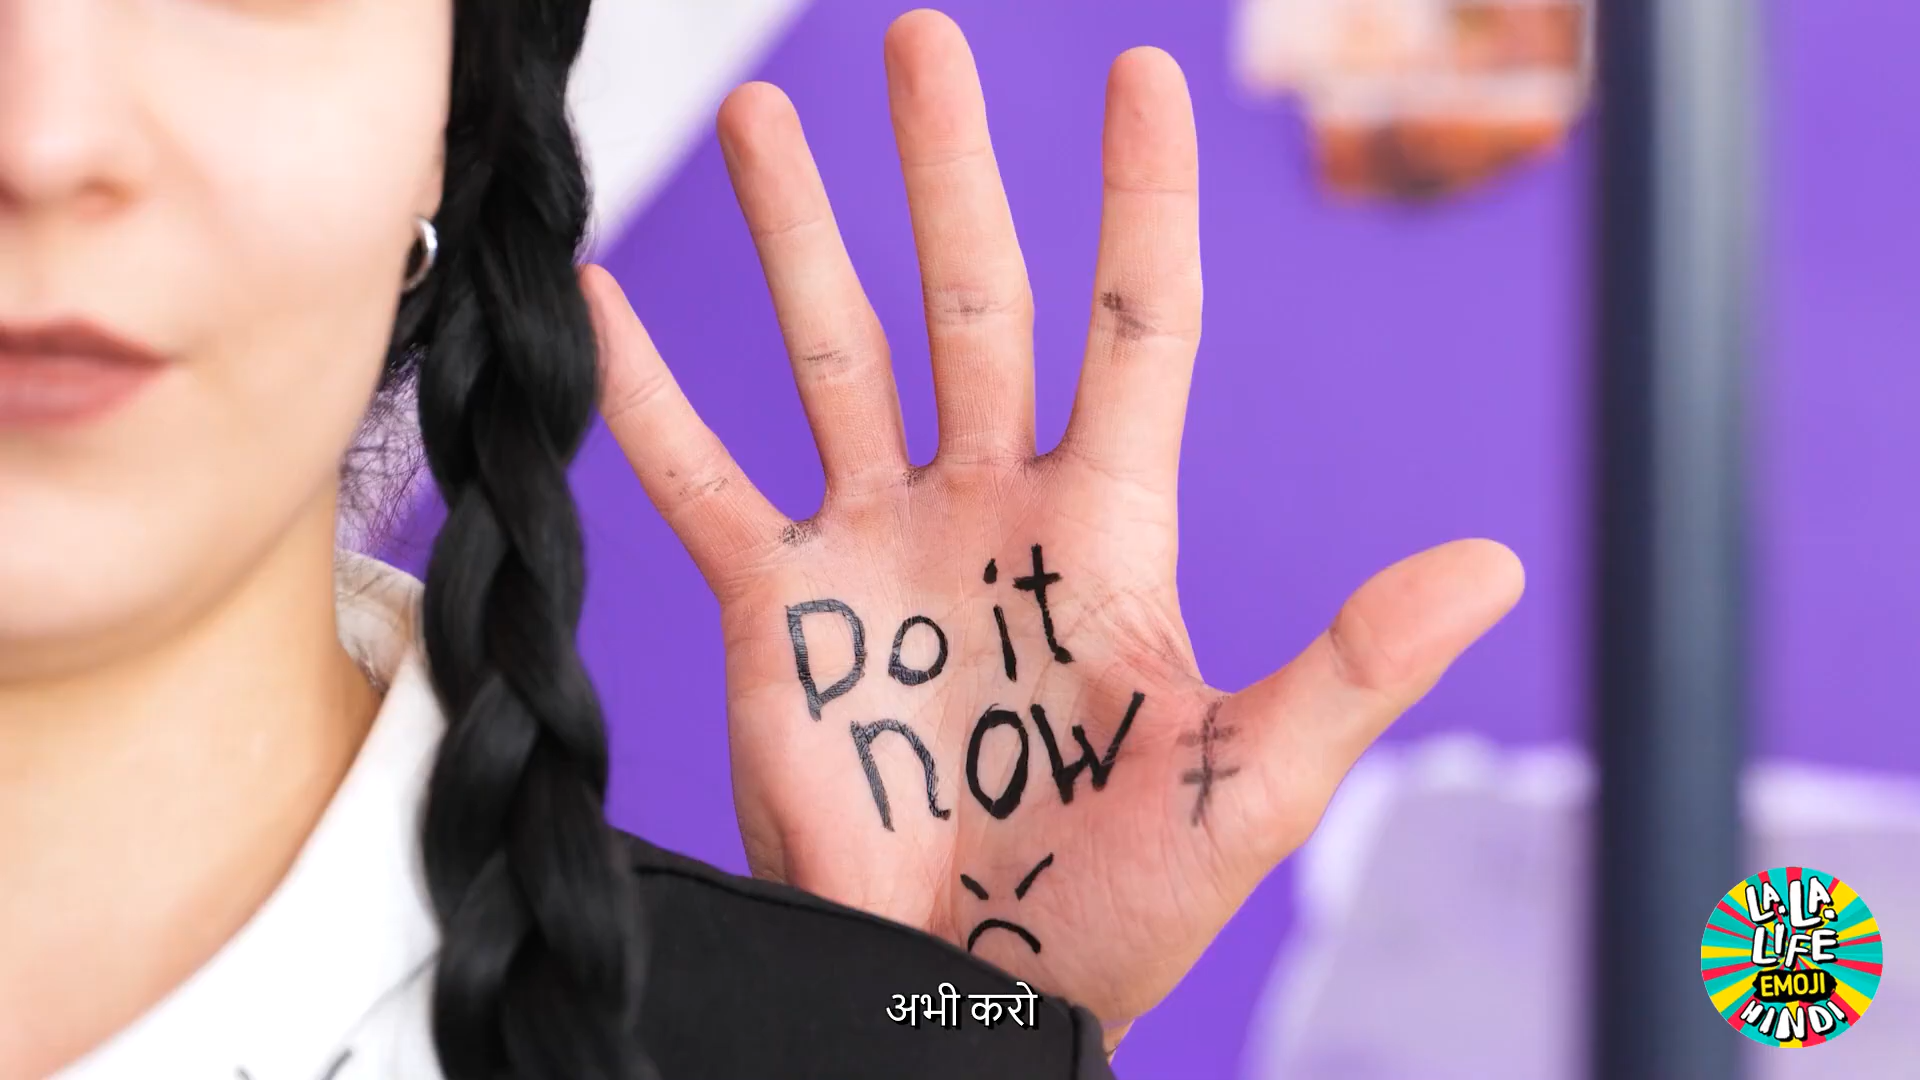 Do it
now
अभी करो
LA. LA.
LIFE
EMOJI
HINDI